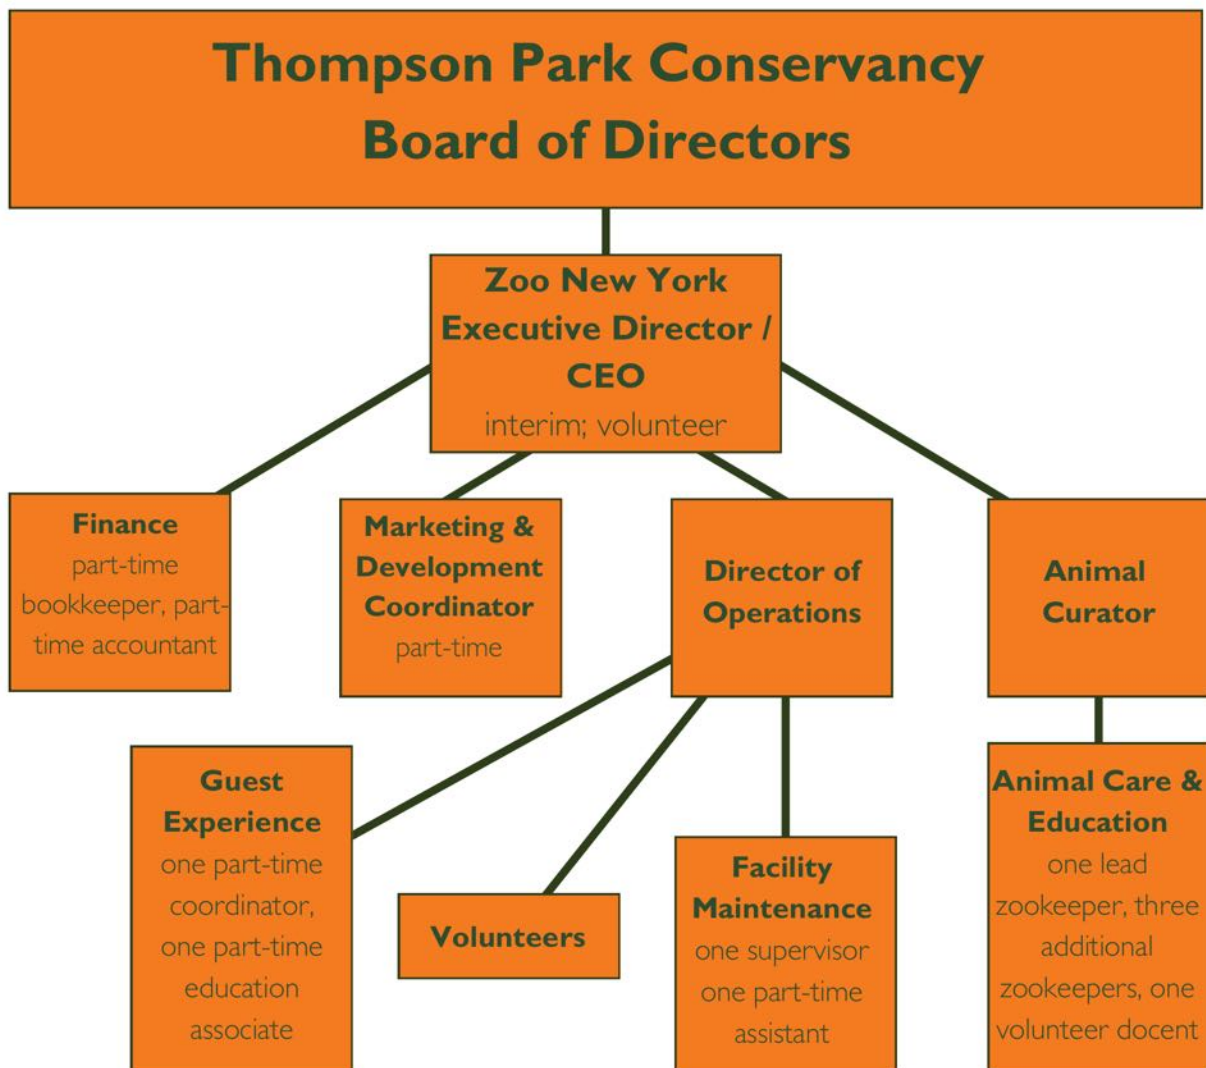 Thompson Park Conservancy
Board of Directors
Zoo New York
Executive Director /
CEO
interim; volunteer
Finance
part-time
bookkeeper, part-
time accountant
Marketing &
Development
Coordinator
part-time
Director of
Operations
Animal
Curator
Guest
Experience
one part-time
coordinator,
one part-time
education
associate
Volunteers
Facility
Maintenance
one supervisor
one part-time
assistant
Animal Care &
Education
one lead
zookeeper, three
additional
zookeepers, one
volunteer docent